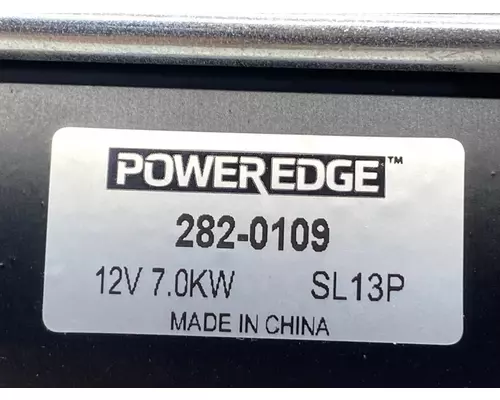 POWEREDGE™
282-0109
12V 7.0KW SL13P
MADE IN CHINA